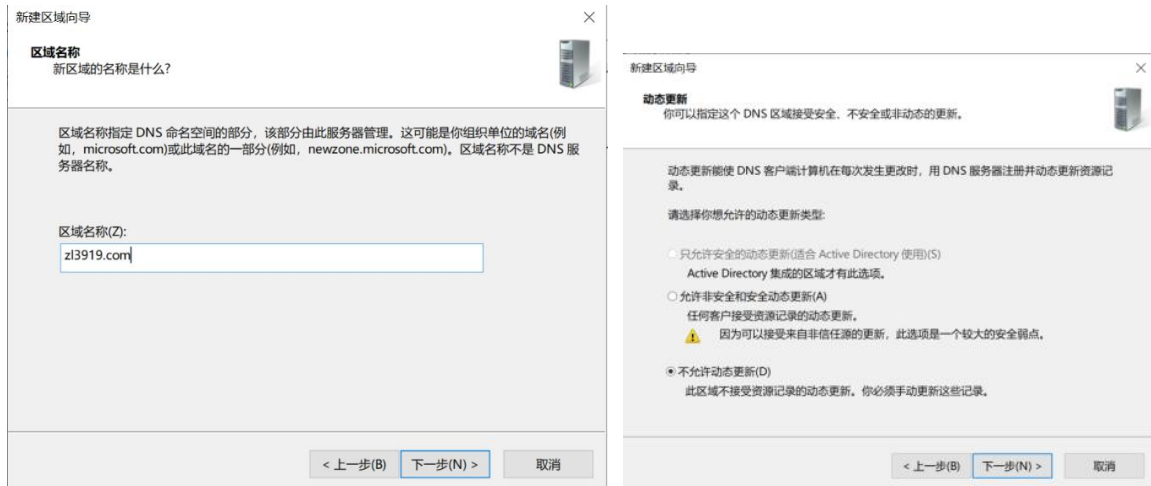 新建区域向导
区域名称
新区域的名称是什么?
区域名称指定 DNS 命名空间的部分，该部分由此服务器管理。这可能是你组织单位的域名(例
如，microsoft.com)或此域名的一部分(例如，newzone.microsoft.com)。区域名称不是 DNS 服
务器名称。
区域名称(Z):
zl3919.com
< 上一步(B)
下一步(N) >
取消
新建区域向导
动态更新
你可以指定这个 DNS 区域接受安全、不安全或非动态的更新。
动态更新能使 DNS 客户端计算机在每次发生更改时，用 DNS 服务器注册并动态更新资源记
录。
请选择你想允许的动态更新类型:
只允许安全的动态更新(适合 Active Directory 使用)(S)
Active Directory 集成的区域才有此选项。
允许非安全和安全动态更新(A)
任何客户接受资源记录的动态更新。
因为可以接受来自非信任源的更新，此选项是一个较大的安全弱点。
不允许动态更新(D)
此区域不接受资源记录的动态更新。你必须手动更新这些记录。
< 上一步(B)
下一步(N) >
取消